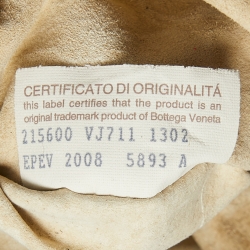 CERTIFICATO DI ORIGINALITÁ
this label certifies that the product is an
original trademark product of Bottega Veneta
215600 VJ711 1302
EPEV 2008 5893 A